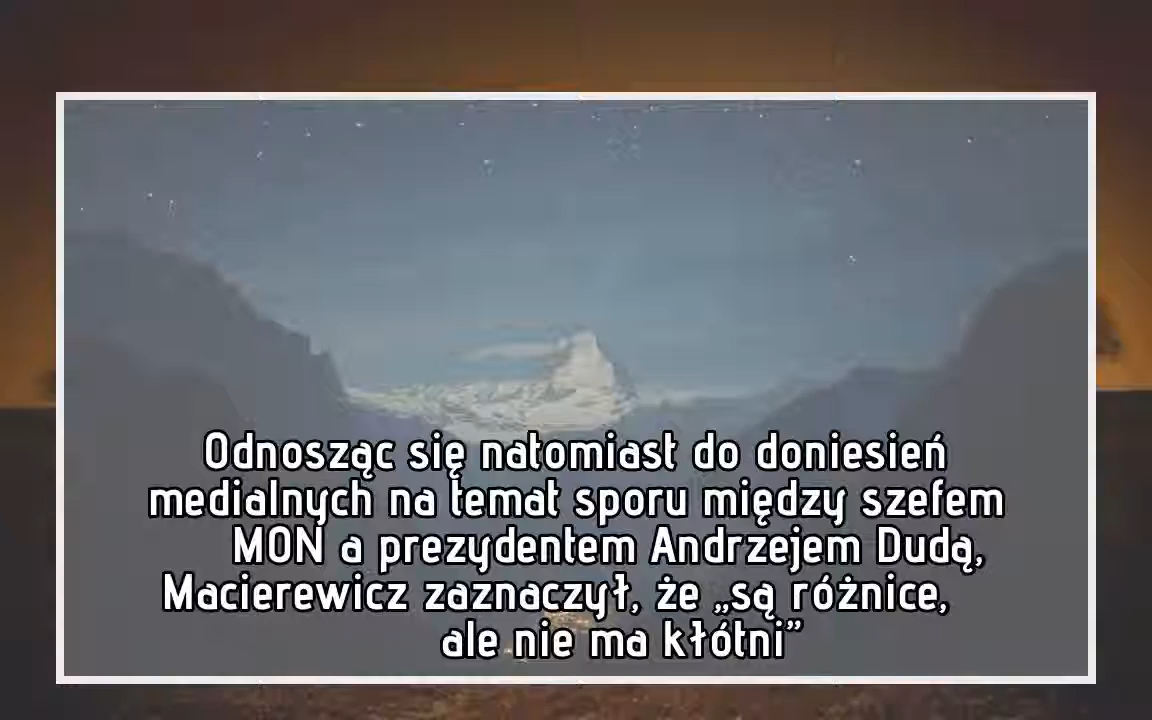 Odnosząc się natomiast do doniesień
medialnych na temat sporu między szefem
MON a prezydentem Andrzejem Dudą,
Macierewicz zaznaczył, że „są różnice,
ale nie ma kłótni”